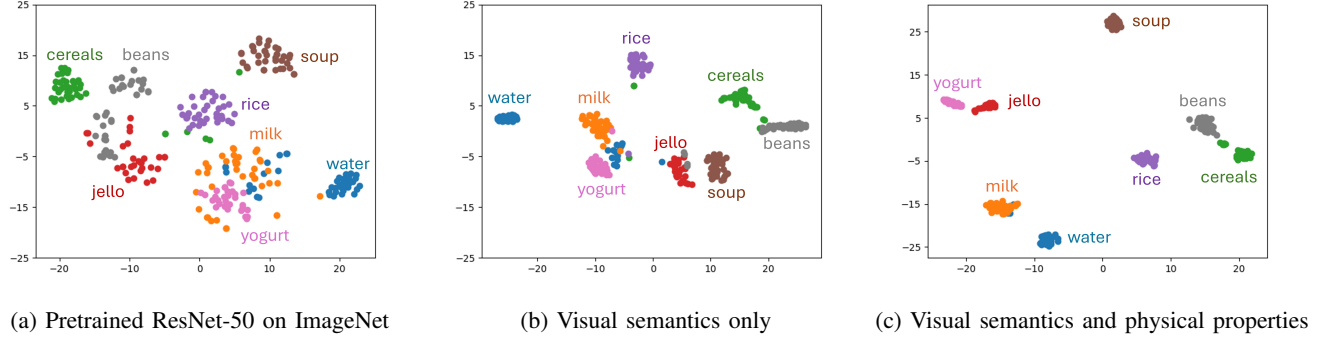 25
15
5
−5
−15
−25
−20
−10
0
10
20
cereals
beans
soup
rice
milk
water
jello
yogurt
(a) Pretrained ResNet-50 on ImageNet
25
15
5
−5
−15
−25
−20
−10
0
10
20
rice
cereals
water
milk
jello
beans
yogurt
soup
(b) Visual semantics only
15
5
−5
−15
−25
−20
−10
0
10
20
soup
yogurt
jello
beans
rice
cereals
milk
water
(c) Visual semantics and physical properties